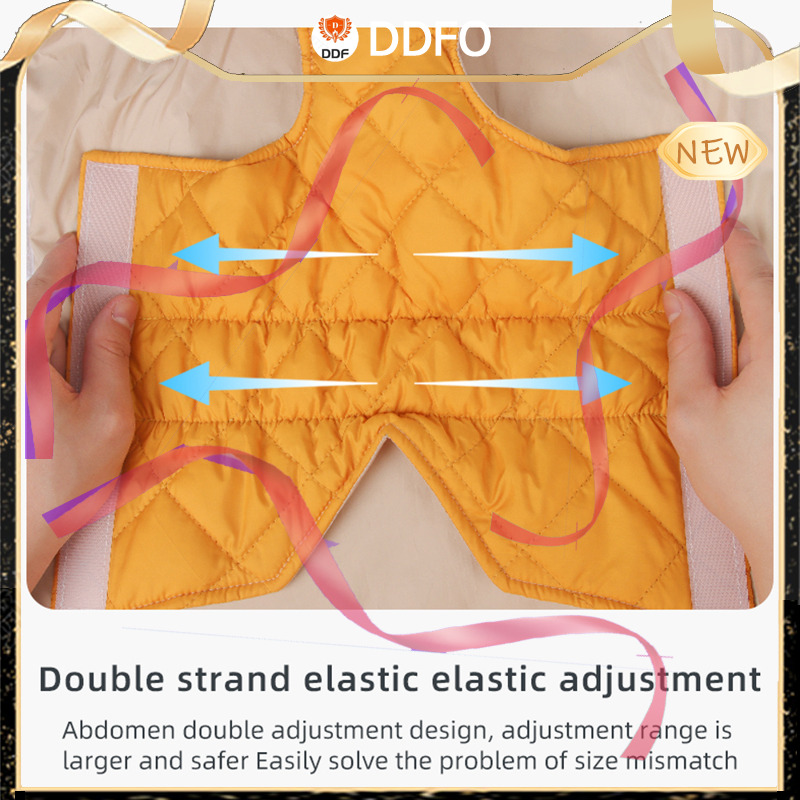 DDF
DDFO
NEW
Double strand elastic elastic adjustment
Abdomen double adjustment design, adjustment range is
larger and safer Easily solve the problem of size mismatch